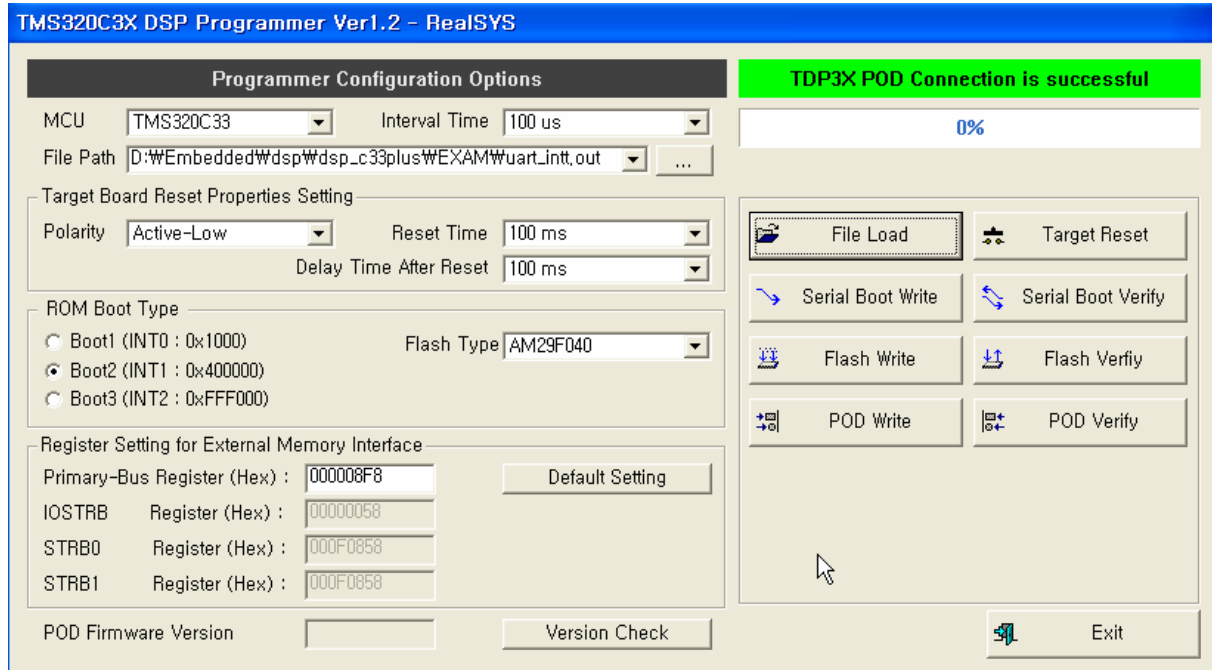 TMS320C3X DSP Programmer Ver1.2 - RealSYS
Programmer Configuration Options
MCU TMS320C33 Interval Time 100 us
File Path D:₩Embedded₩dsp₩dsp_c33plus₩EXAM₩uart_intt.out ...
Target Board Reset Properties Setting
Polarity Active-Low Reset Time 100 ms
Delay Time After Reset 100 ms
ROM Boot Type
Boot1 (INT0 : 0x1000)
Flash Type AM29F040
Boot2 (INT1 : 0x400000)
Boot3 (INT2 : 0xFFF000)
Register Setting for External Memory Interface
Primary-Bus Register (Hex) : 000008F8 Default Setting
IOSTRB Register (Hex) : 00000058
STRB0 Register (Hex) : 000F0858
STRB1 Register (Hex) : 000F0858
POD Firmware Version Version Check
TDP3X POD Connection is successful
0%
File Load Target Reset
Serial Boot Write Serial Boot Verify
Flash Write Flash Verfiy
POD Write POD Verify
Exit